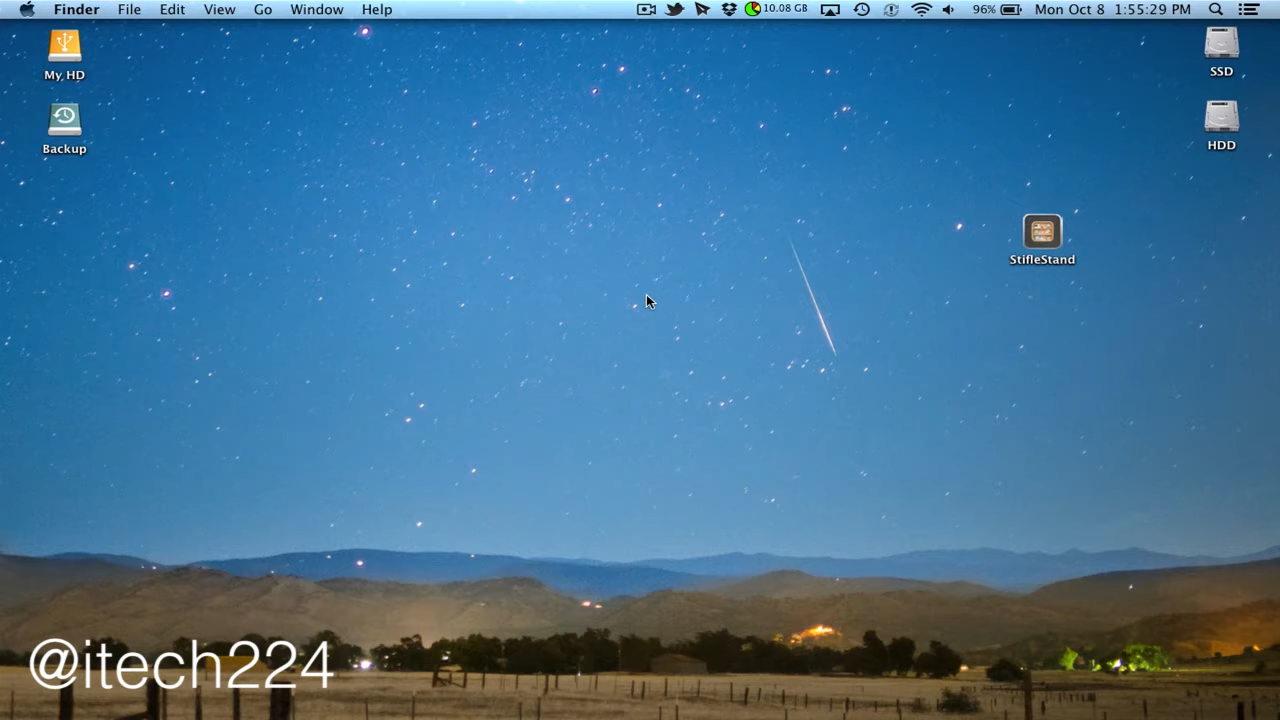 Finder File Edit View Go Window Help 10.08 GB 96% Mon Oct 8 1:55:29 PM
My HD
SSD
Backup
HDD
StifleStand
@itech224